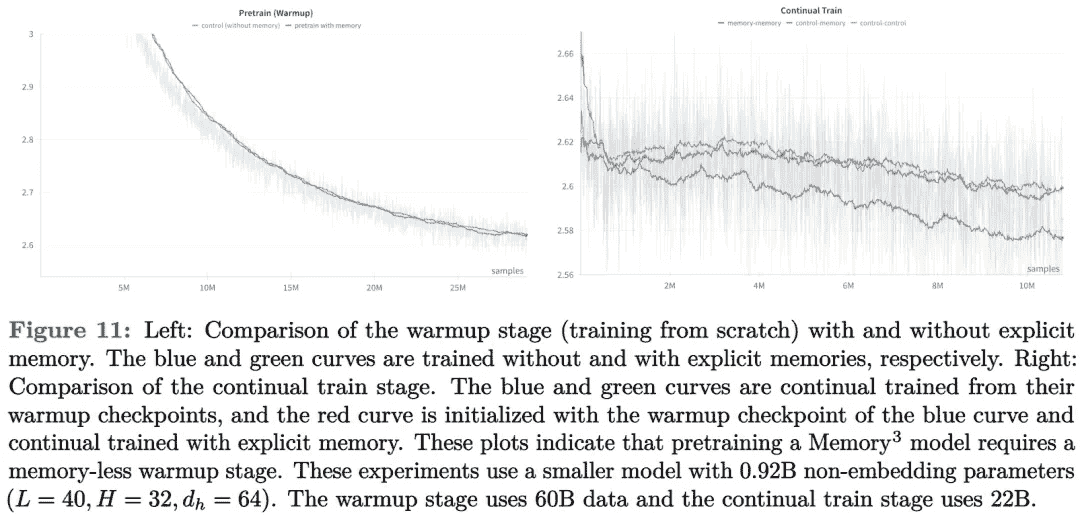 Pretrain (Warmup)
control (without memory) pretrain with memory
3
2.9
2.8
2.7
2.6
samples
5M 10M 15M 20M 25M
Continual Train
memory-memory control-memory control-control
2.66
2.64
2.62
2.6
2.58
2.56
samples
2M 4M 6M 8M 10M
Figure 11: Left: Comparison of the warmup stage (training from scratch) with and without explicit
memory. The blue and green curves are trained without and with explicit memories, respectively. Right:
Comparison of the continual train stage. The blue and green curves are continual trained from their
warmup checkpoints, and the red curve is initialized with the warmup checkpoint of the blue curve and
continual trained with explicit memory. These plots indicate that pretraining a Memory³ model requires a
memory-less warmup stage. These experiments use a smaller model with 0.92B non-embedding parameters
(L = 40, H = 32, dₕ = 64). The warmup stage uses 60B data and the continual train stage uses 22B.